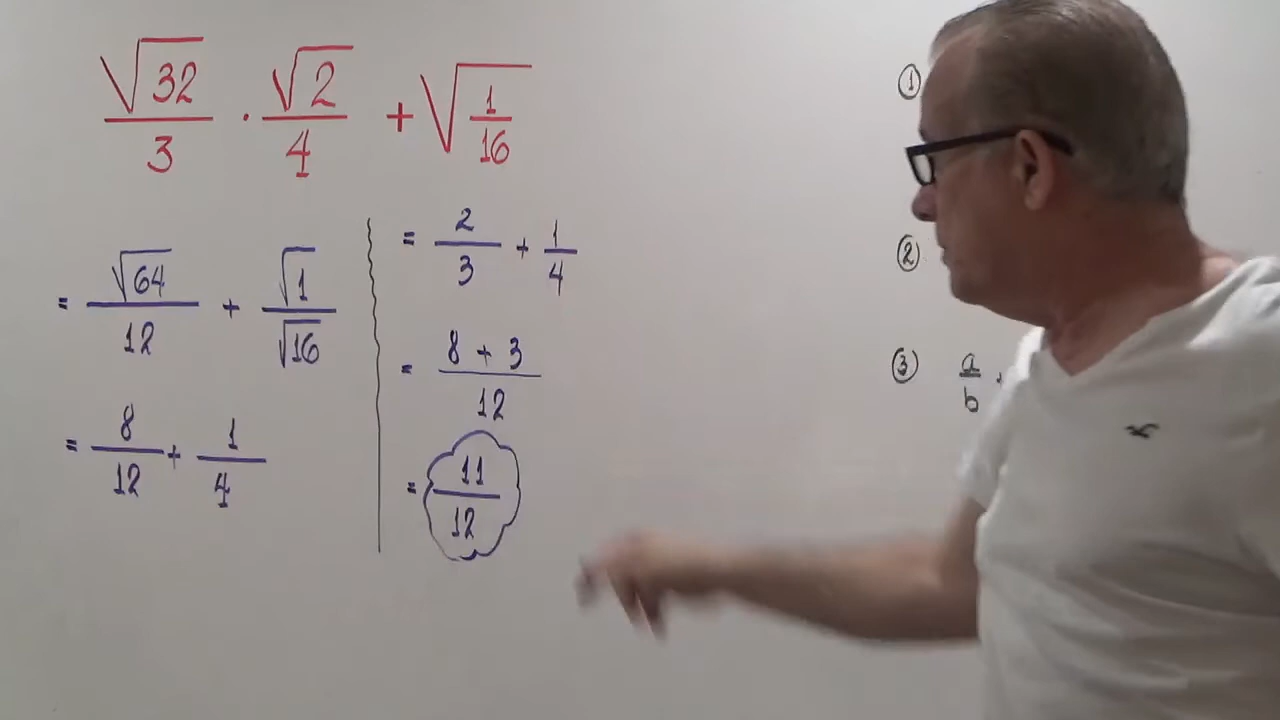 √32/3 · √2/4 + √(1/16)
= √64/12 + √1/√16
= 8/12 + 1/4
= 2/3 + 1/4
= (8 + 3)/12
= 11/12
①
②
③ a/b ·